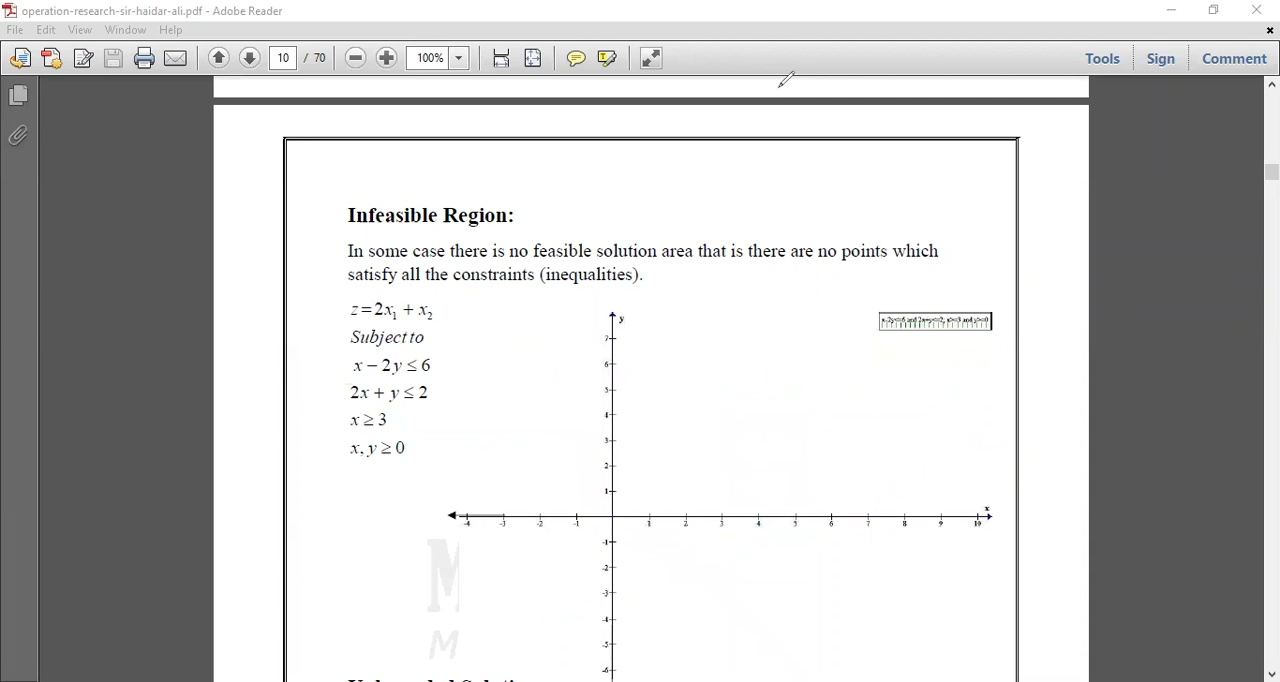 operation-research-sir-haidar-ali.pdf - Adobe Reader
File Edit View Window Help
10 / 70 100% Tools Sign Comment
Infeasible Region:
In some case there is no feasible solution area that is there are no points which
satisfy all the constraints (inequalities).
z = 2x₁ + x₂
Subject to
x − 2y ≤ 6
2x + y ≤ 2
x ≥ 3
x, y ≥ 0
y
7
6
5
4
3
2
1
x
-4 -3 -2 -1 1 2 3 4 5 6 7 8 9 10
-1
-2
-3
-4
-5
-6
M
M